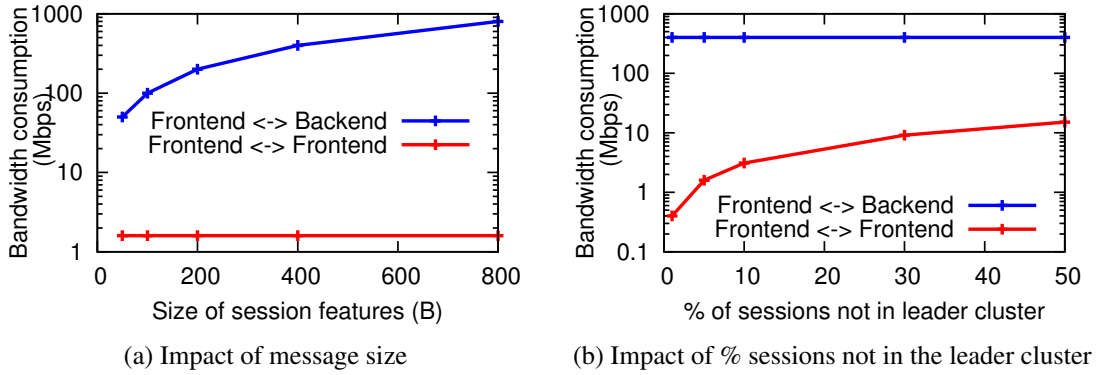 Bandwidth consumption
(Mbps)
1000
100
10
1
Frontend <-> Backend
Frontend <-> Frontend
0
200
400
600
800
Size of session features (B)
(a) Impact of message size
Bandwidth consumption
(Mbps)
1000
100
10
1
0.1
Frontend <-> Backend
Frontend <-> Frontend
0
10
20
30
40
50
% of sessions not in leader cluster
(b) Impact of % sessions not in the leader cluster